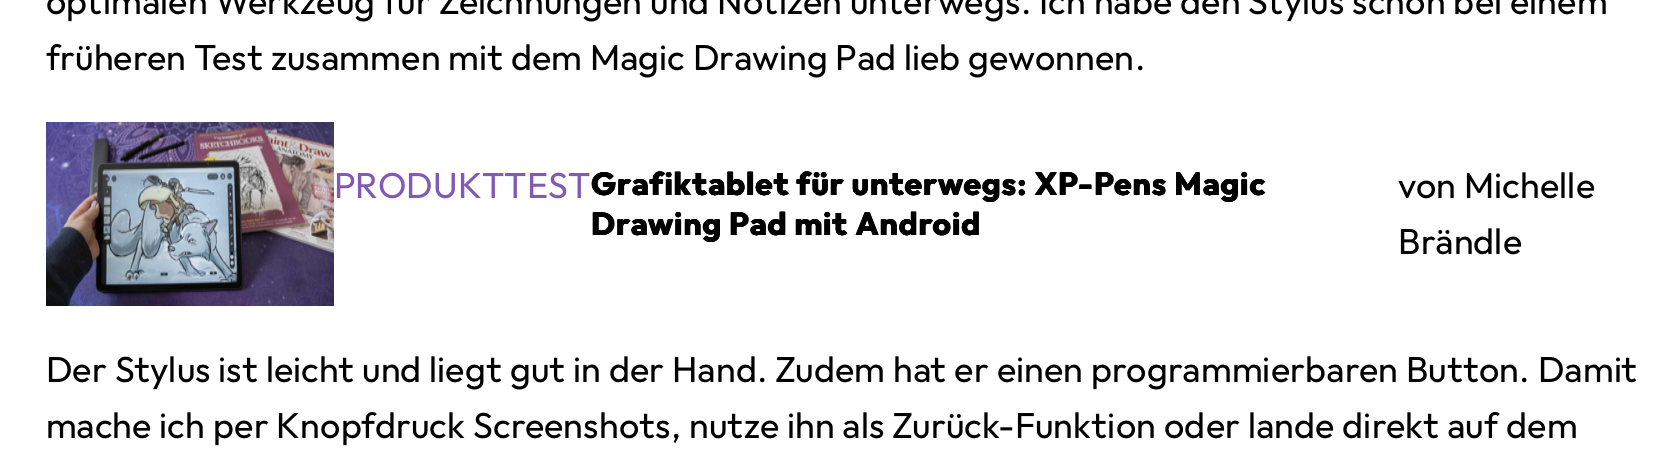 optimalen Werkzeug für Zeichnungen und Notizen unterwegs. Ich habe den Stylus schon bei einem
früheren Test zusammen mit dem Magic Drawing Pad lieb gewonnen.
SKETCHBOOKS
Draw
ANATOMY
PRODUKTTEST
Grafiktablet für unterwegs: XP-Pens Magic
Drawing Pad mit Android
von Michelle
Brändle
Der Stylus ist leicht und liegt gut in der Hand. Zudem hat er einen programmierbaren Button. Damit
mache ich per Knopfdruck Screenshots, nutze ihn als Zurück-Funktion oder lande direkt auf dem